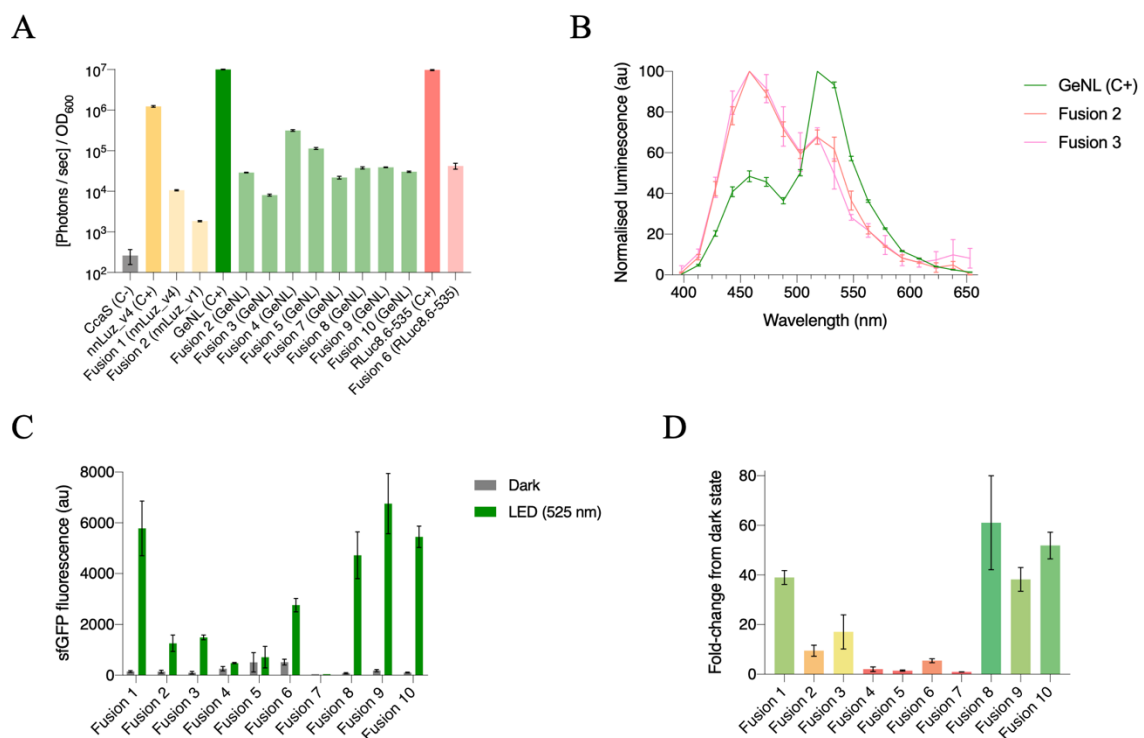 A
[Photons / sec] / OD600
10^7
10^6
10^5
10^4
10^3
10^2
CcaS (C-)
nnLuz_v4 (C+)
Fusion 1 (nnLuz_v4)
Fusion 2 (nnLuz_v1)
GeNL (C+)
Fusion 2 (GeNL)
Fusion 3 (GeNL)
Fusion 4 (GeNL)
Fusion 5 (GeNL)
Fusion 7 (GeNL)
Fusion 8 (GeNL)
Fusion 9 (GeNL)
Fusion 10 (GeNL)
RLuc8.6-535 (C+)
Fusion 6 (RLuc8.6-535)
B
Normalised luminescence (au)
100
80
60
40
20
0
400 450 500 550 600 650
Wavelength (nm)
GeNL (C+)
Fusion 2
Fusion 3
C
sfGFP fluorescence (au)
8000
6000
4000
2000
0
Dark
LED (525 nm)
Fusion 1
Fusion 2
Fusion 3
Fusion 4
Fusion 5
Fusion 6
Fusion 7
Fusion 8
Fusion 9
Fusion 10
D
Fold-change from dark state
80
60
40
20
0
Fusion 1
Fusion 2
Fusion 3
Fusion 4
Fusion 5
Fusion 6
Fusion 7
Fusion 8
Fusion 9
Fusion 10